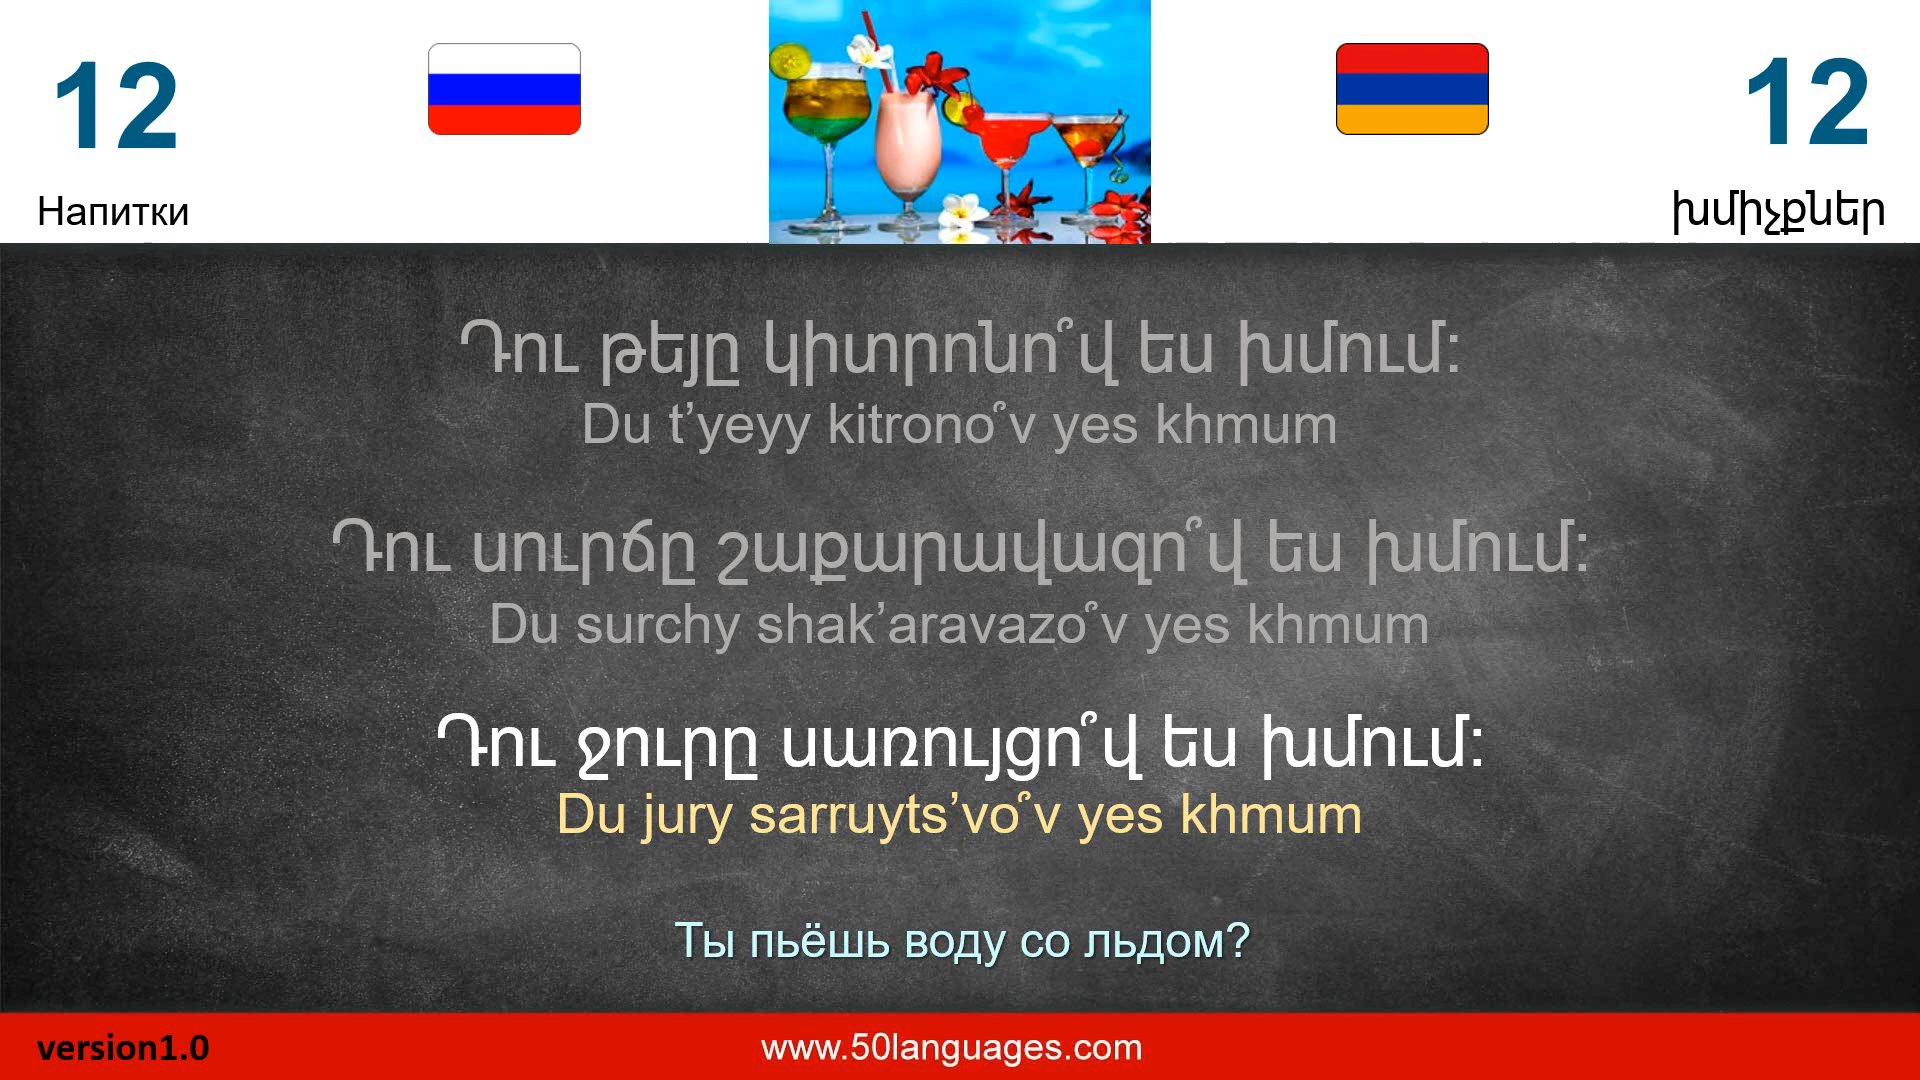 12
12
Напитки
խմիչքներ
Դու թեյը կիտրոնո՞վ ես խմում:
Du t’yeyy kitrono՞v yes khmum
Դու սուրճը շաքարավազո՞վ ես խմում:
Du surchy shak’aravazo՞v yes khmum
Դու ջուրը սառույցո՞վ ես խմում:
Du jury sarruyts’vo՞v yes khmum
Ты пьёшь воду со льдом?
version1.0
www.50languages.com